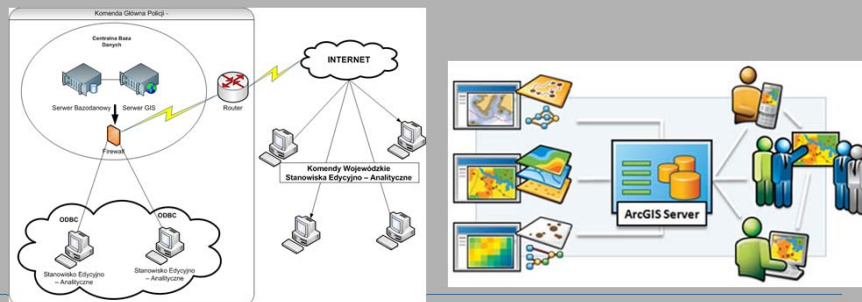 Komenda Główna Policji -
Centralna Baza
Danych
Serwer Bazodanowy
Serwer GIS
Router
Firewall
INTERNET
Komendy Wojewódzkie
Stanowiska Edycyjno – Analityczne
ODBC
ODBC
Stanowisko Edycyjno
– Analityczne
Stanowisko Edycyjno
– Analityczne
ArcGIS Server